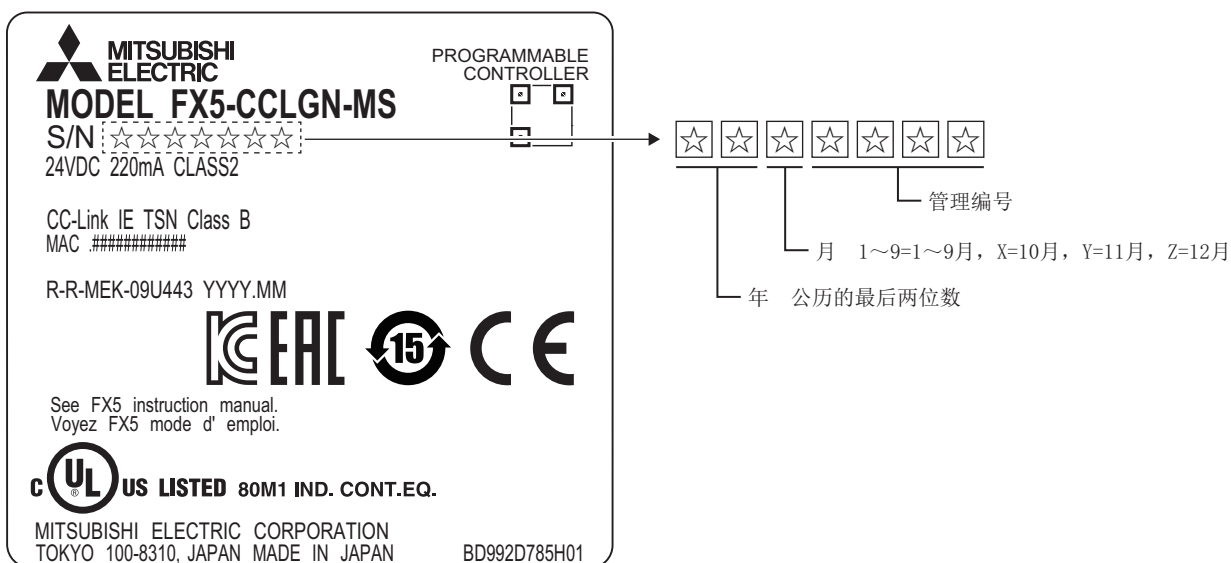 MITSUBISHI
ELECTRIC
PROGRAMMABLE
CONTROLLER
MODEL FX5-CCLGN-MS
S/N ☆☆☆☆☆☆☆
24VDC 220mA CLASS2
CC-Link IE TSN Class B
MAC .############
R-R-MEK-09U443 YYYY.MM
EAC 15 CE
See FX5 instruction manual.
Voyez FX5 mode d' emploi.
C UL ® US LISTED 80M1 IND. CONT.EQ.
MITSUBISHI ELECTRIC CORPORATION
TOKYO 100-8310, JAPAN MADE IN JAPAN BD992D785H01
☆☆☆☆☆☆☆
管理编号
月 1～9=1～9月，X=10月，Y=11月，Z=12月
年 公历的最后两位数